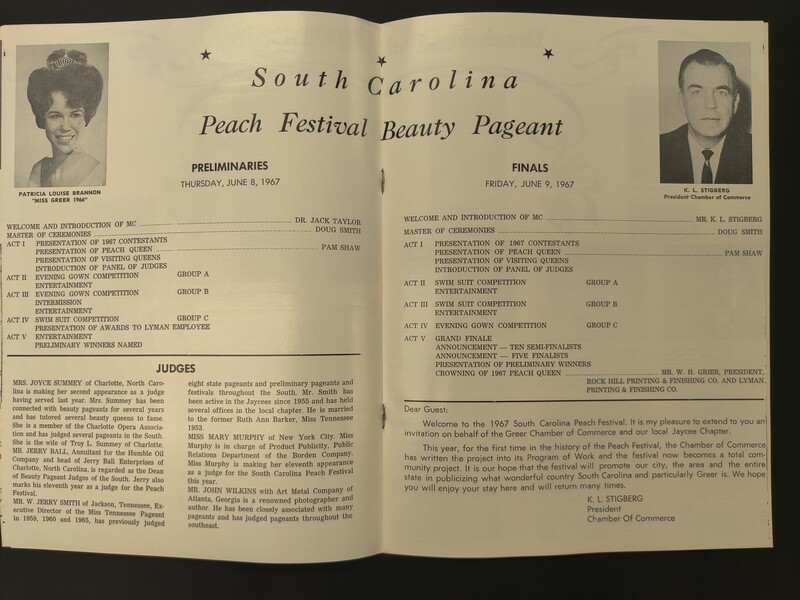 South Carolina
Peach Festival Beauty Pageant
PATRICIA LOUISE BRANNON
"MISS GREER 1966"
PRELIMINARIES
THURSDAY, JUNE 8, 1967
WELCOME AND INTRODUCTION OF MC DR. JACK TAYLOR
MASTER OF CEREMONIES DOUG SMITH
ACT I PRESENTATION OF 1967 CONTESTANTS
PRESENTATION OF PEACH QUEEN PAM SHAW
PRESENTATION OF VISITING QUEENS
INTRODUCTION OF PANEL OF JUDGES
ACT II EVENING GOWN COMPETITION GROUP A
ENTERTAINMENT
ACT III EVENING GOWN COMPETITION GROUP B
INTERMISSION
ENTERTAINMENT
ACT IV SWIM SUIT COMPETITION GROUP C
PRESENTATION OF AWARDS TO LYMAN EMPLOYEE
ACT V ENTERTAINMENT
PRELIMINARY WINNERS NAMED
JUDGES
MRS. JOYCE SUMMEY of Charlotte, North Caro-
lina is making her second appearance as a judge
having served last year. Mrs. Summey has been
connected with beauty pageants for several years
and has tutored several beauty queens to fame.
She is a member of the Charlotte Opera Associa-
tion and has judged several pageants in the South.
She is the wife of Troy L. Summey of Charlotte.
MR. JERRY BALL, Annuitant for the Humble Oil
Company and head of Jerry Ball Enterprises of
Charlotte, North Carolina, is regarded as the Dean
of Beauty Pageant Judges of the South. Jerry also
marks his eleventh year as a judge for the Peach
Festival.
MR. W. JERRY SMITH of Jackson, Tennessee, Ex-
ecutive Director of the Miss Tennessee Pageant
in 1959, 1960 and 1965, has previously judged
eight state pageants and preliminary pageants and
festivals throughout the South. Mr. Smith has
been active in the Jaycees since 1955 and has held
several offices in the local chapter. He is married
to the former Ruth Ann Barker, Miss Tennessee
1953.
MISS MARY MURPHY of New York City. Miss
Murphy is in charge of Product Publicity, Public
Relations Department of the Borden Company.
Miss Murphy is making her eleventh appearance
as a judge for the South Carolina Peach Festival
this year.
MR. JOHN WILKINS with Art Metal Company of
Atlanta, Georgia is a renowned photographer and
author. He has been closely associated with many
pageants and has judged pageants throughout the
southeast.
K. L. STIGBERG
President Chamber of Commerce
FINALS
FRIDAY, JUNE 9, 1967
WELCOME AND INTRODUCTION OF MC MR. K. L. STIGBERG
MASTER OF CEREMONIES DOUG SMITH
ACT I PRESENTATION OF 1967 CONTESTANTS
PRESENTATION OF PEACH QUEEN PAM SHAW
PRESENTATION OF VISITING QUEENS
INTRODUCTION OF PANEL OF JUDGES
ACT II SWIM SUIT COMPETITION GROUP A
ENTERTAINMENT
ACT III SWIM SUIT COMPETITION GROUP B
ENTERTAINMENT
ACT IV EVENING GOWN COMPETITION GROUP C
ACT V GRAND FINALE
ANNOUNCEMENT — TEN SEMI-FINALISTS
ANNOUNCEMENT — FIVE FINALISTS
PRESENTATION OF PRELIMINARY WINNERS
CROWNING OF 1967 PEACH QUEEN MR. W. H. GRIER, PRESIDENT,
ROCK HILL PRINTING & FINISHING CO. AND LYMAN.
PRINTING & FINISHING CO.
Dear Guest:
Welcome to the 1967 South Carolina Peach Festival. It is my pleasure to extend to you an
invitation on behalf of the Greer Chamber of Commerce and our local Jaycee Chapter.
This year, for the first time in the history of the Peach Festival, the Chamber of Commerce
has written the project into its Program of Work and the festival now becomes a total com-
munity project. It is our hope that the festival will promote our city, the area and the entire
state in publicizing what wonderful country South Carolina and particularly Greer is. We hope
you will enjoy your stay here and will return many times.
K. L. STIGBERG
President
Chamber Of Commerce